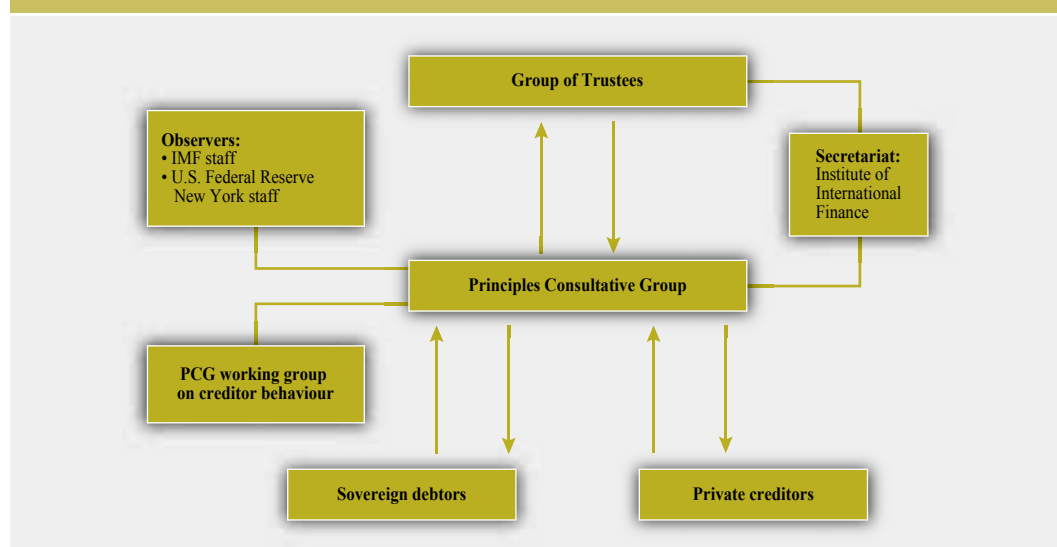 Group of Trustees
Observers:
• IMF staff
• U.S. Federal Reserve
New York staff
Secretariat:
Institute of
International
Finance
Principles Consultative Group
PCG working group
on creditor behaviour
Sovereign debtors
Private creditors